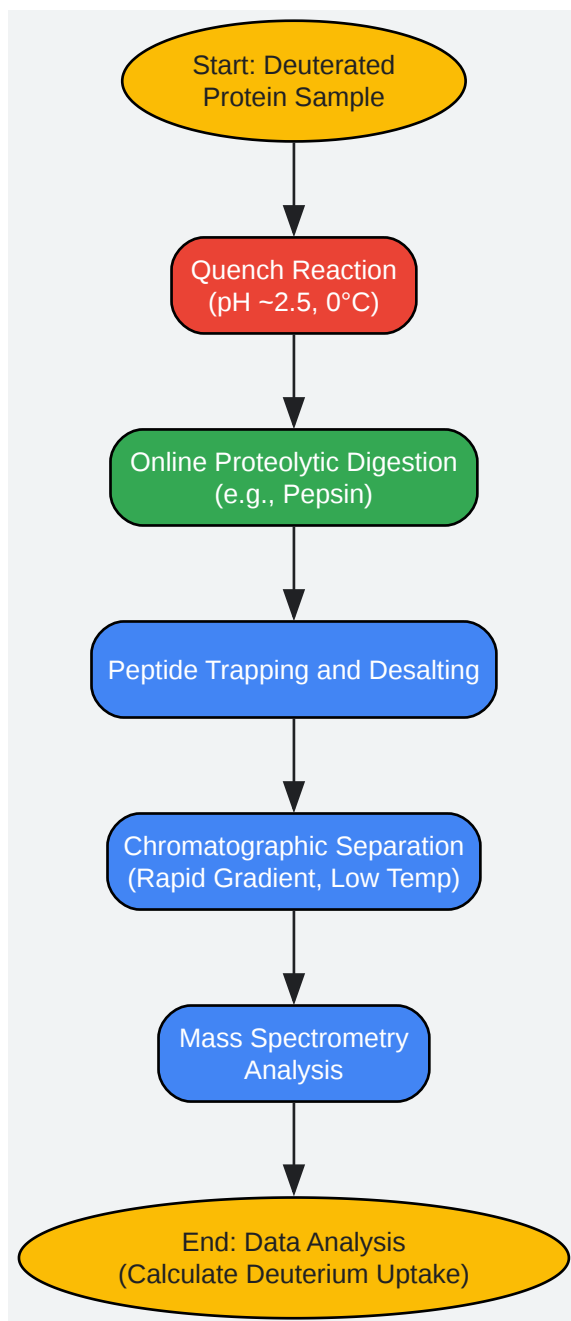 Start: Deuterated
Protein Sample
Quench Reaction
(pH ~2.5, 0°C)
Online Proteolytic Digestion
(e.g., Pepsin)
Peptide Trapping and Desalting
Chromatographic Separation
(Rapid Gradient, Low Temp)
Mass Spectrometry
Analysis
End: Data Analysis
(Calculate Deuterium Uptake)